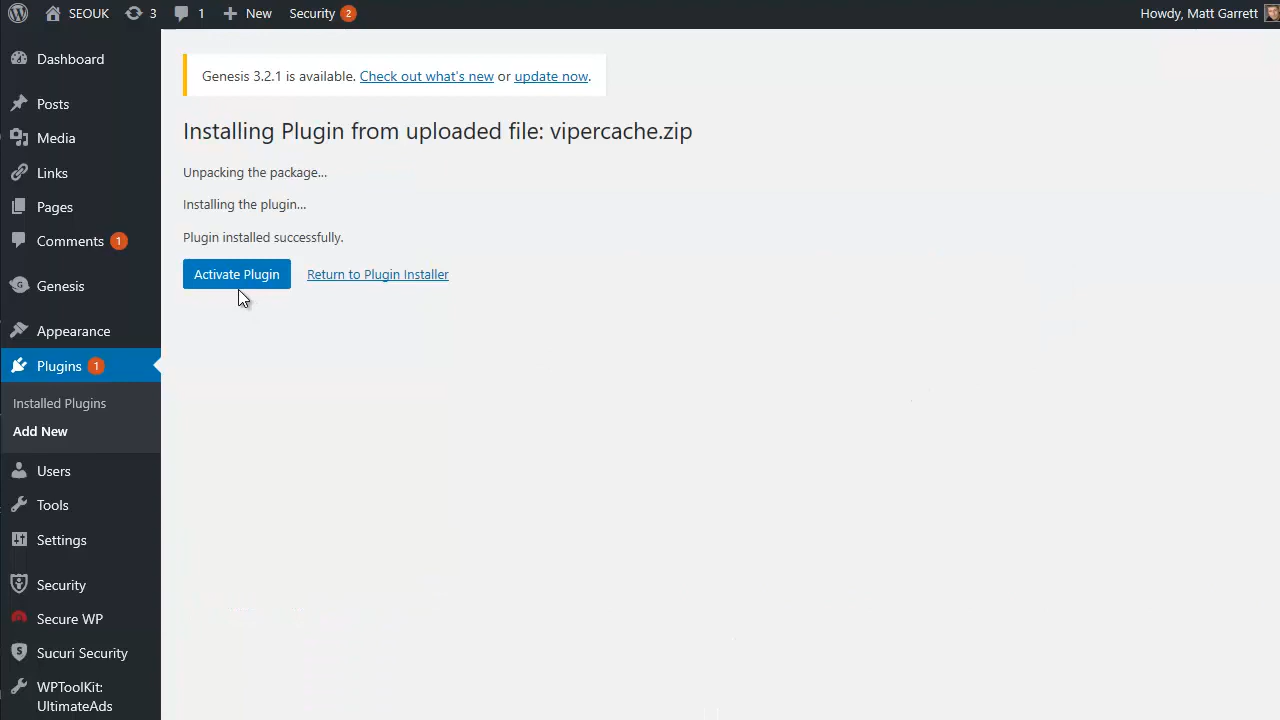 SEOUK 3 1 New Security 2 Howdy, Matt Garrett
Dashboard
Posts
Media
Links
Pages
Comments 1
Genesis
Appearance
Plugins 1
Installed Plugins
Add New
Users
Tools
Settings
Security
Secure WP
Sucuri Security
WPToolKit:
UltimateAds
Genesis 3.2.1 is available. Check out what's new or update now.
Installing Plugin from uploaded file: vipercache.zip
Unpacking the package...
Installing the plugin...
Plugin installed successfully.
Activate Plugin Return to Plugin Installer